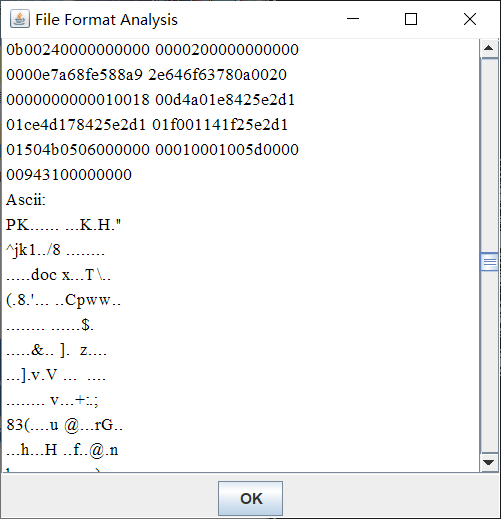 File Format Analysis
0b00240000000000 0000200000000000
0000e7a68fe588a9 2e646f63780a0020
0000000000010018 00d4a01e8425e2d1
01ce4d178425e2d1 01f001141f25e2d1
01504b0506000000 00010001005d0000
00943100000000
Ascii:
PK...... ...K.H."
^jk1../8 ........
.....doc x...T\..
(.8.'... ..Cpww..
........ ......$.
.....&.. ].  z....
...].v.V ...  ....
........ v...+:.;
83(....u @...rG..
...h...H ..f..@.n
OK